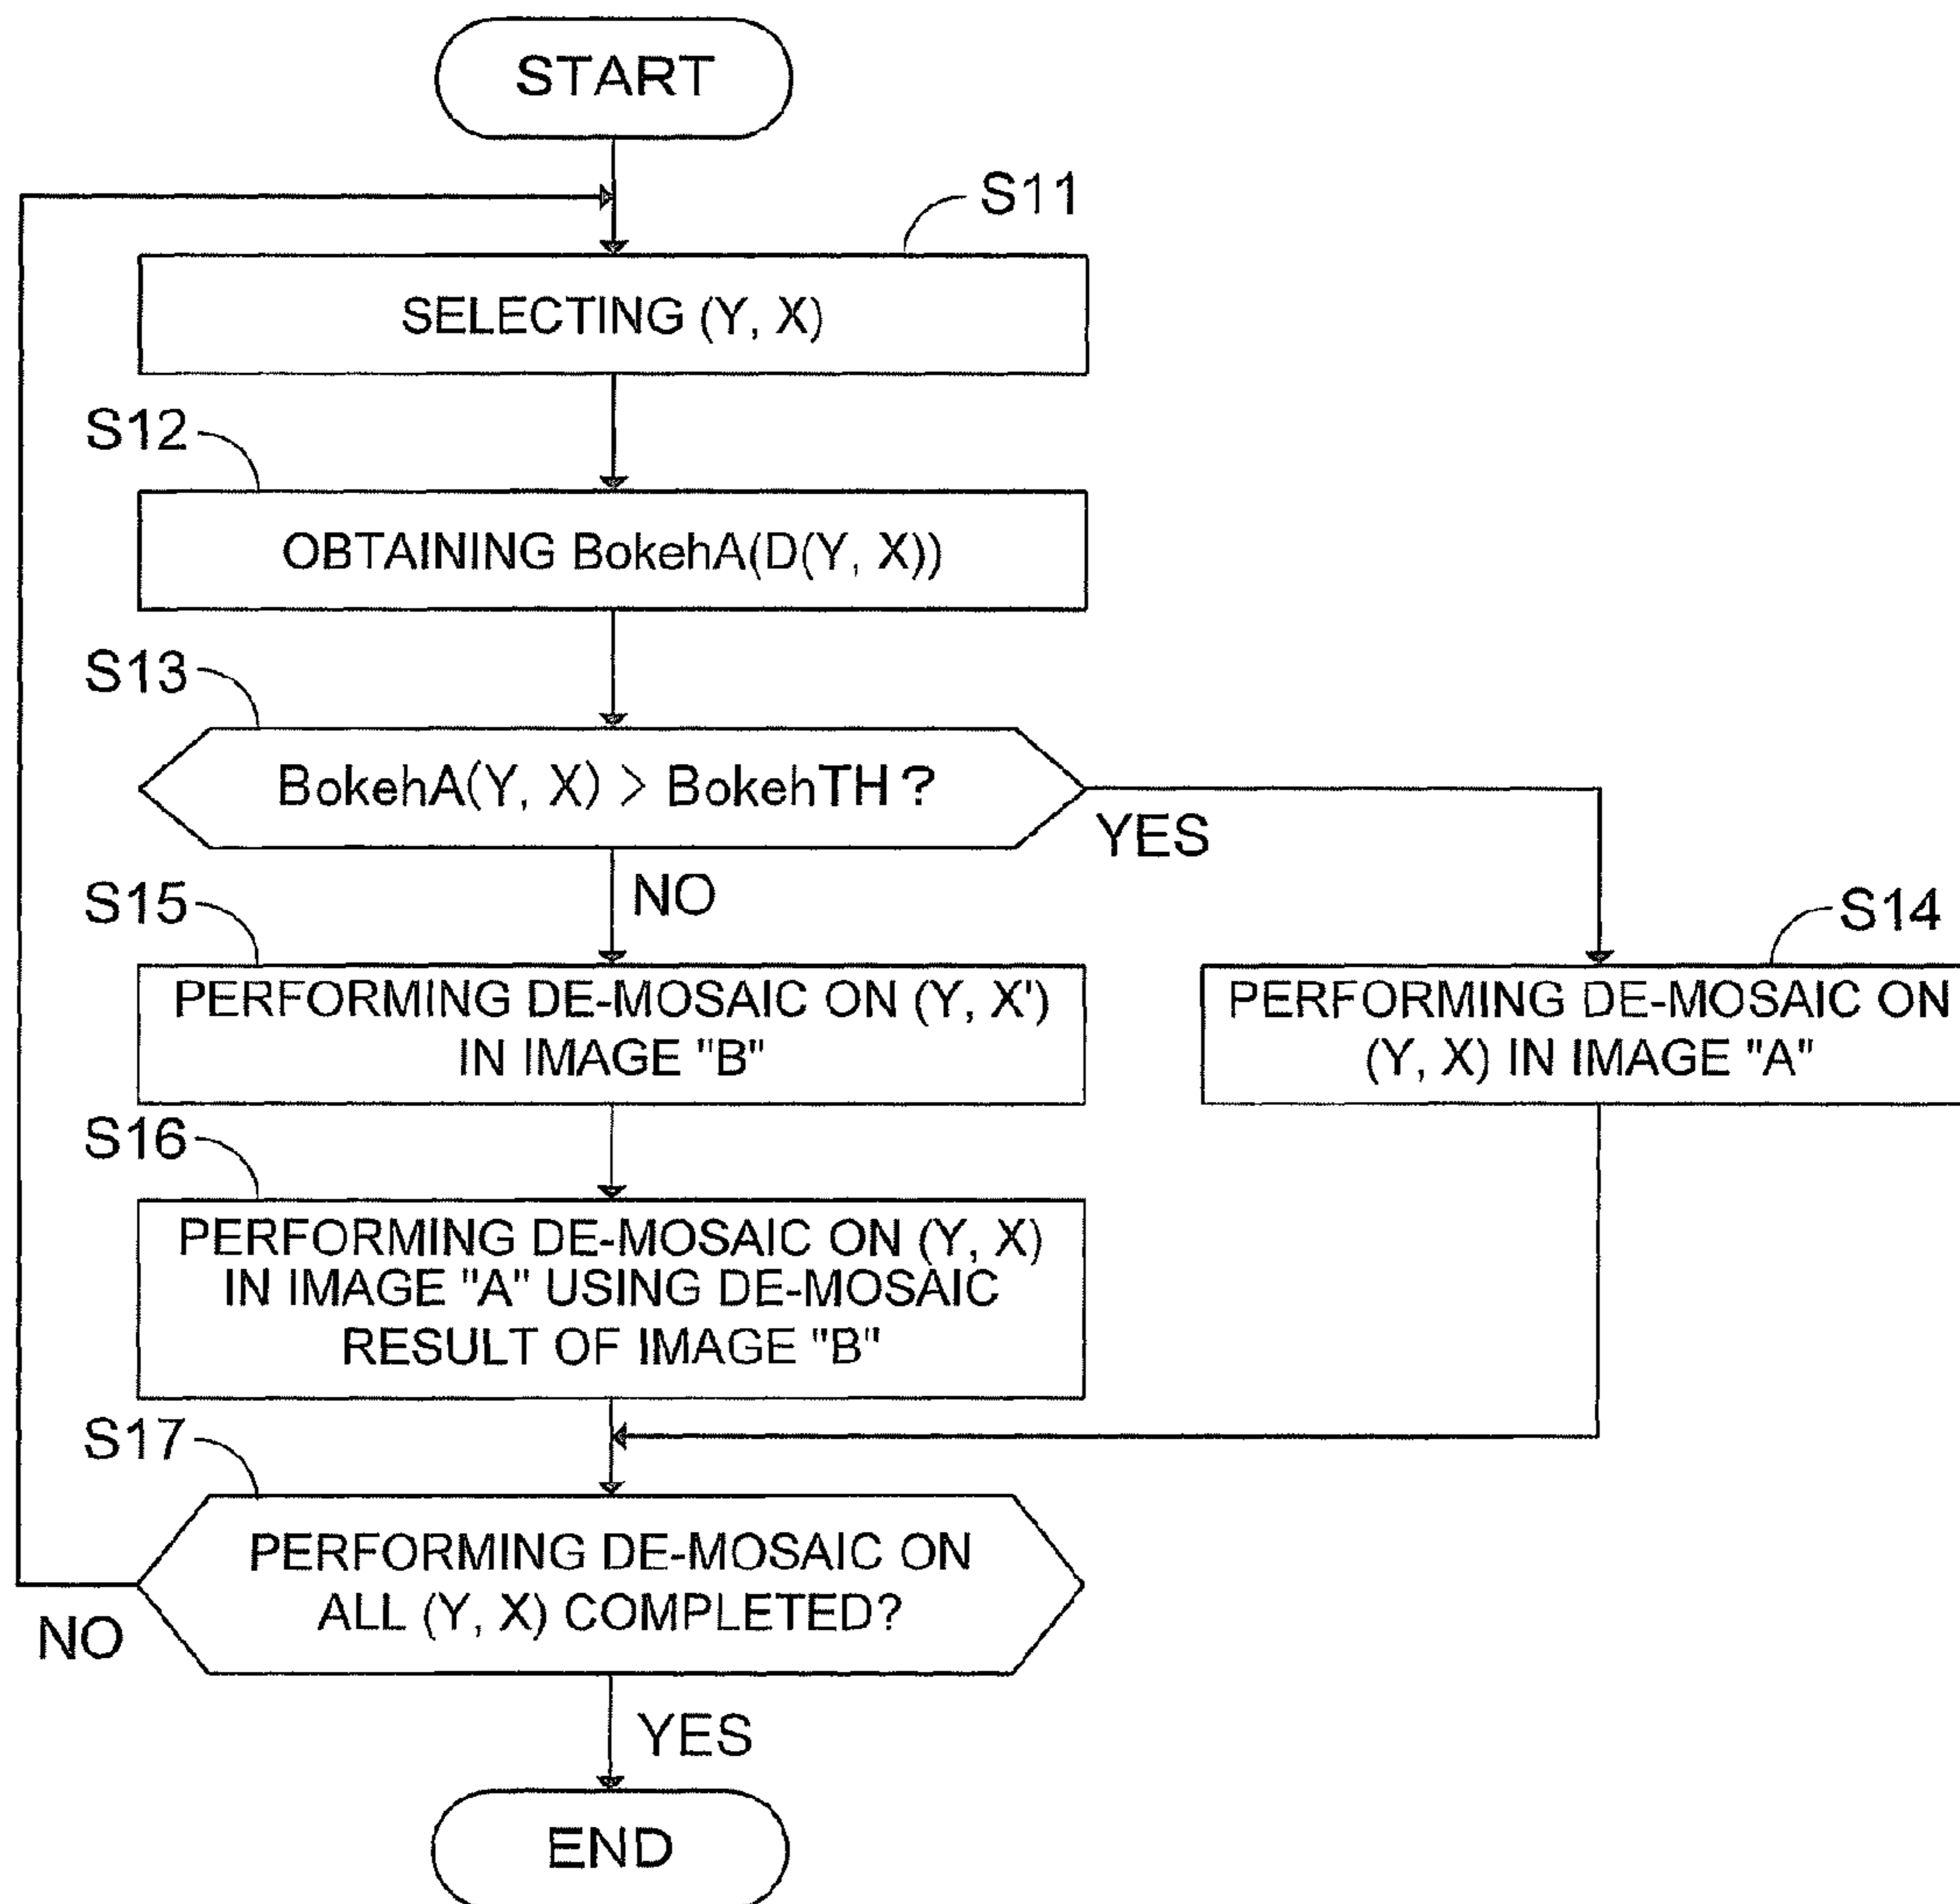 START
S11
SELECTING (Y, X)
S12
OBTAINING BokehA(D(Y, X))
S13
BokehA(Y, X) > BokehTH ?
YES
NO
S15
PERFORMING DE-MOSAIC ON (Y, X')
IN IMAGE "B"
S14
PERFORMING DE-MOSAIC ON
(Y, X) IN IMAGE "A"
S16
PERFORMING DE-MOSAIC ON (Y, X)
IN IMAGE "A" USING DE-MOSAIC
RESULT OF IMAGE "B"
S17
PERFORMING DE-MOSAIC ON
ALL (Y, X) COMPLETED?
NO
YES
END